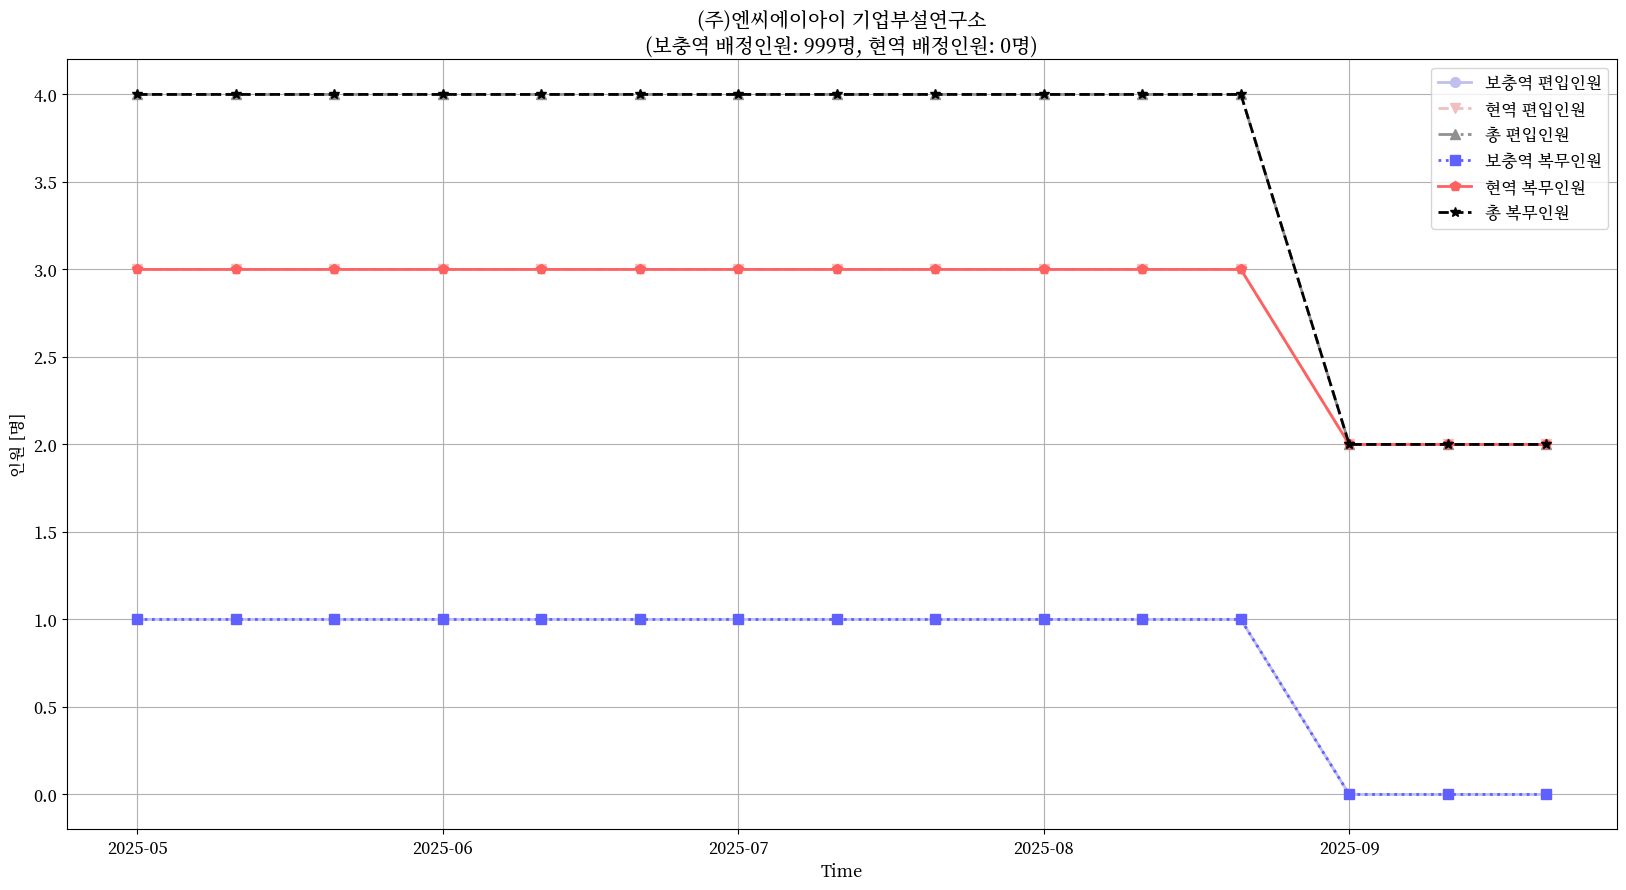 (주)엔씨에이아이 기업부설연구소
(보충역 배정인원: 999명, 현역 배정인원: 0명)
보충역 편입인원
현역 편입인원
총 편입인원
보충역 복무인원
현역 복무인원
총 복무인원
4.0
3.5
3.0
2.5
2.0
1.5
1.0
0.5
0.0
인원 [명]
2025-05
2025-06
2025-07
2025-08
2025-09
Time